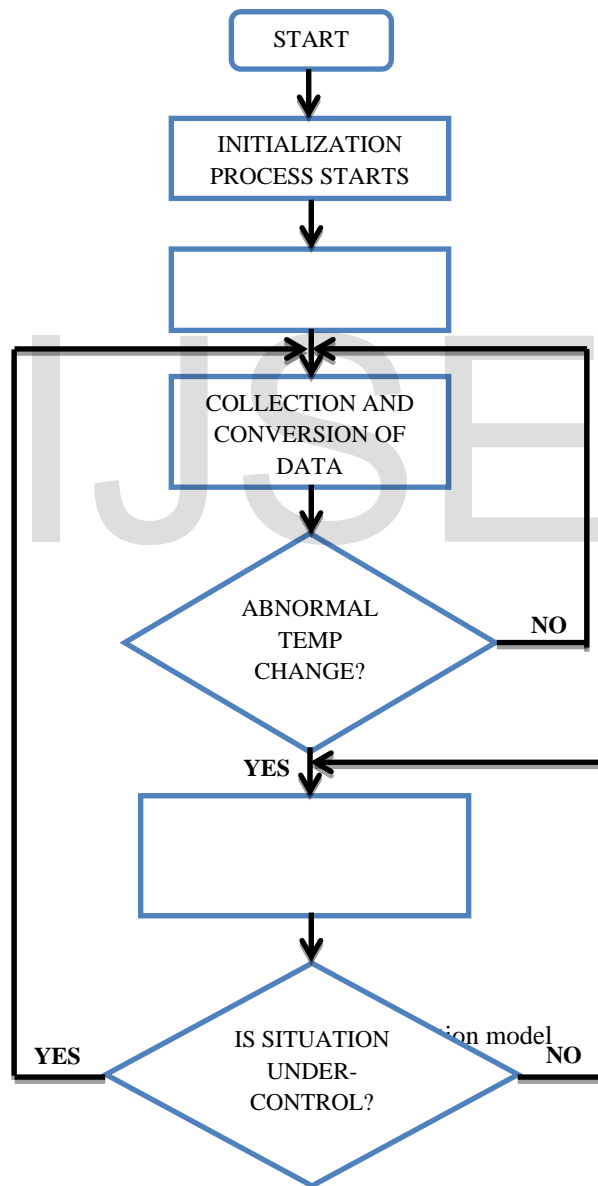 START
INITIALIZATION
PROCESS STARTS
IJSE
COLLECTION AND
CONVERSION OF
DATA
ABNORMAL
TEMP
CHANGE?
NO
YES
IS SITUATION
UNDER-
CONTROL?
model
YES
NO